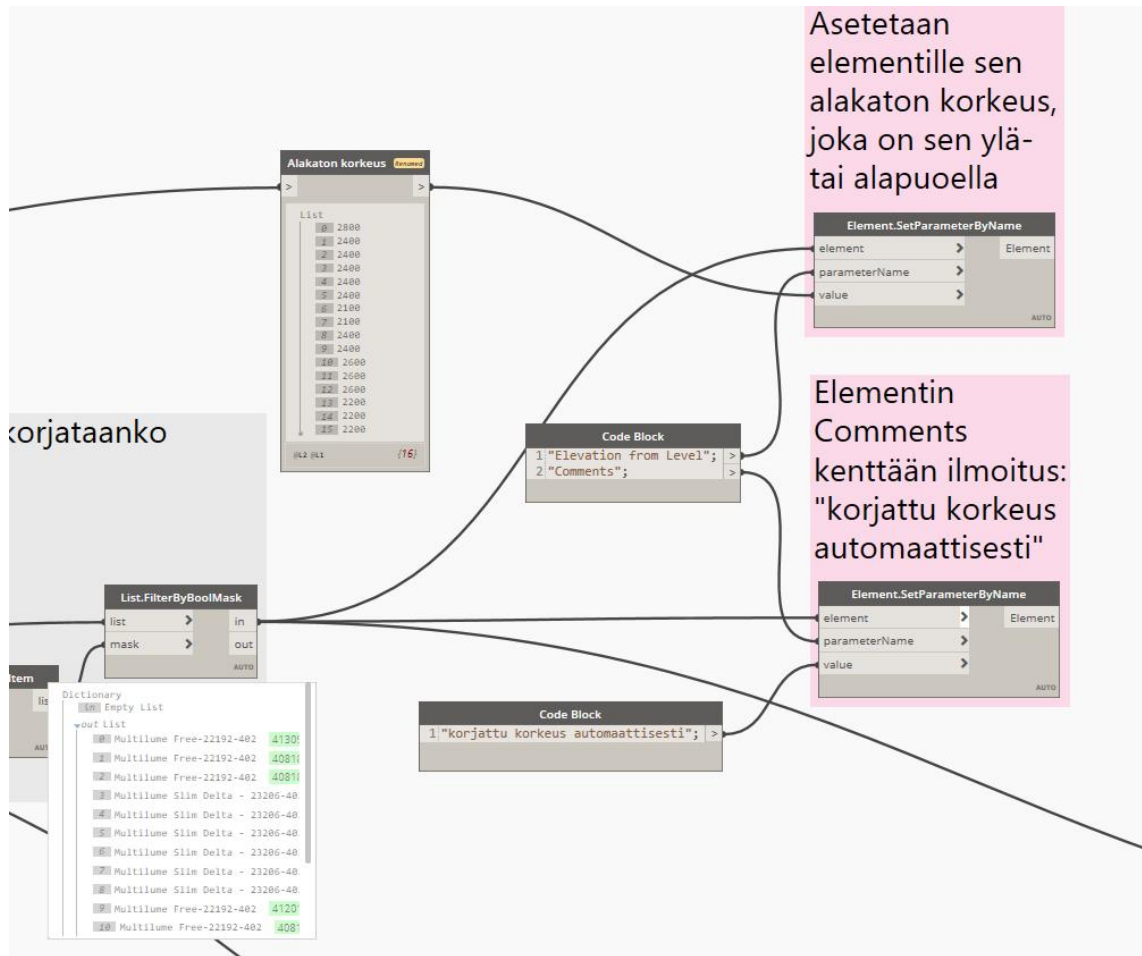 Asetetaan
elementille sen
alakaton korkeus,
joka on sen ylä-
tai alapuoella
Alakaton korkeus Renamed
> >
List
0 2800
1 2400
2 2400
3 2400
4 2400
5 2400
6 2100
7 2100
8 2400
9 2400
10 2600
11 2600
12 2600
13 2200
14 2200
15 2200
@L2 @L1 {16}
Element.SetParameterByName
element > Element
parameterName >
value >
AUTO
korjataanko
Code Block
1 "Elevation from Level"; >
2 "Comments"; >
Elementin
Comments
kenttään ilmoitus:
"korjattu korkeus
automaattisesti"
List.FilterByBoolMask
list > in
mask > out
AUTO
Element.SetParameterByName
element > Element
parameterName >
value >
AUTO
Item
Dictionary
in Empty List
out List
0 Multilume Free-22192-402 41309
1 Multilume Free-22192-402 40818
2 Multilume Free-22192-402 40818
3 Multilume Slim Delta - 23206-40
4 Multilume Slim Delta - 23206-40
5 Multilume Slim Delta - 23206-40
6 Multilume Slim Delta - 23206-40
7 Multilume Slim Delta - 23206-40
8 Multilume Slim Delta - 23206-40
9 Multilume Free-22192-402 4120
10 Multilume Free-22192-402 408
Code Block
1 "korjattu korkeus automaattisesti"; >